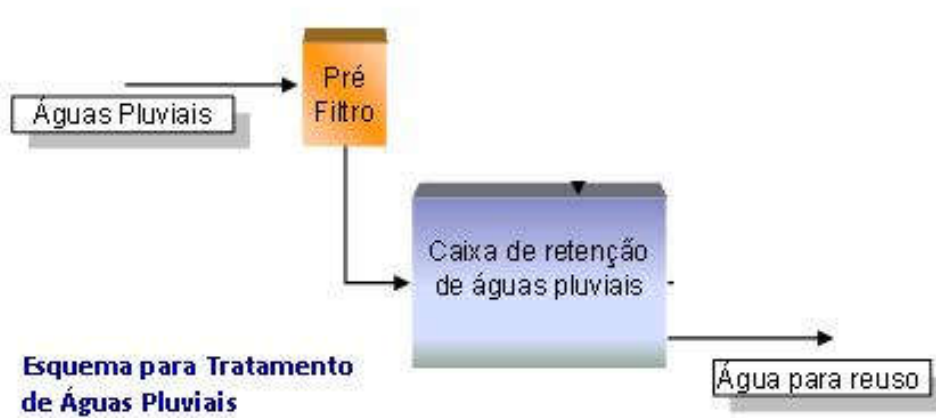 Águas Pluviais
Pré
Filtro
Caixa de retenção
de águas pluviais
Esquema para Tratamento
de Águas Pluviais
Água para reuso